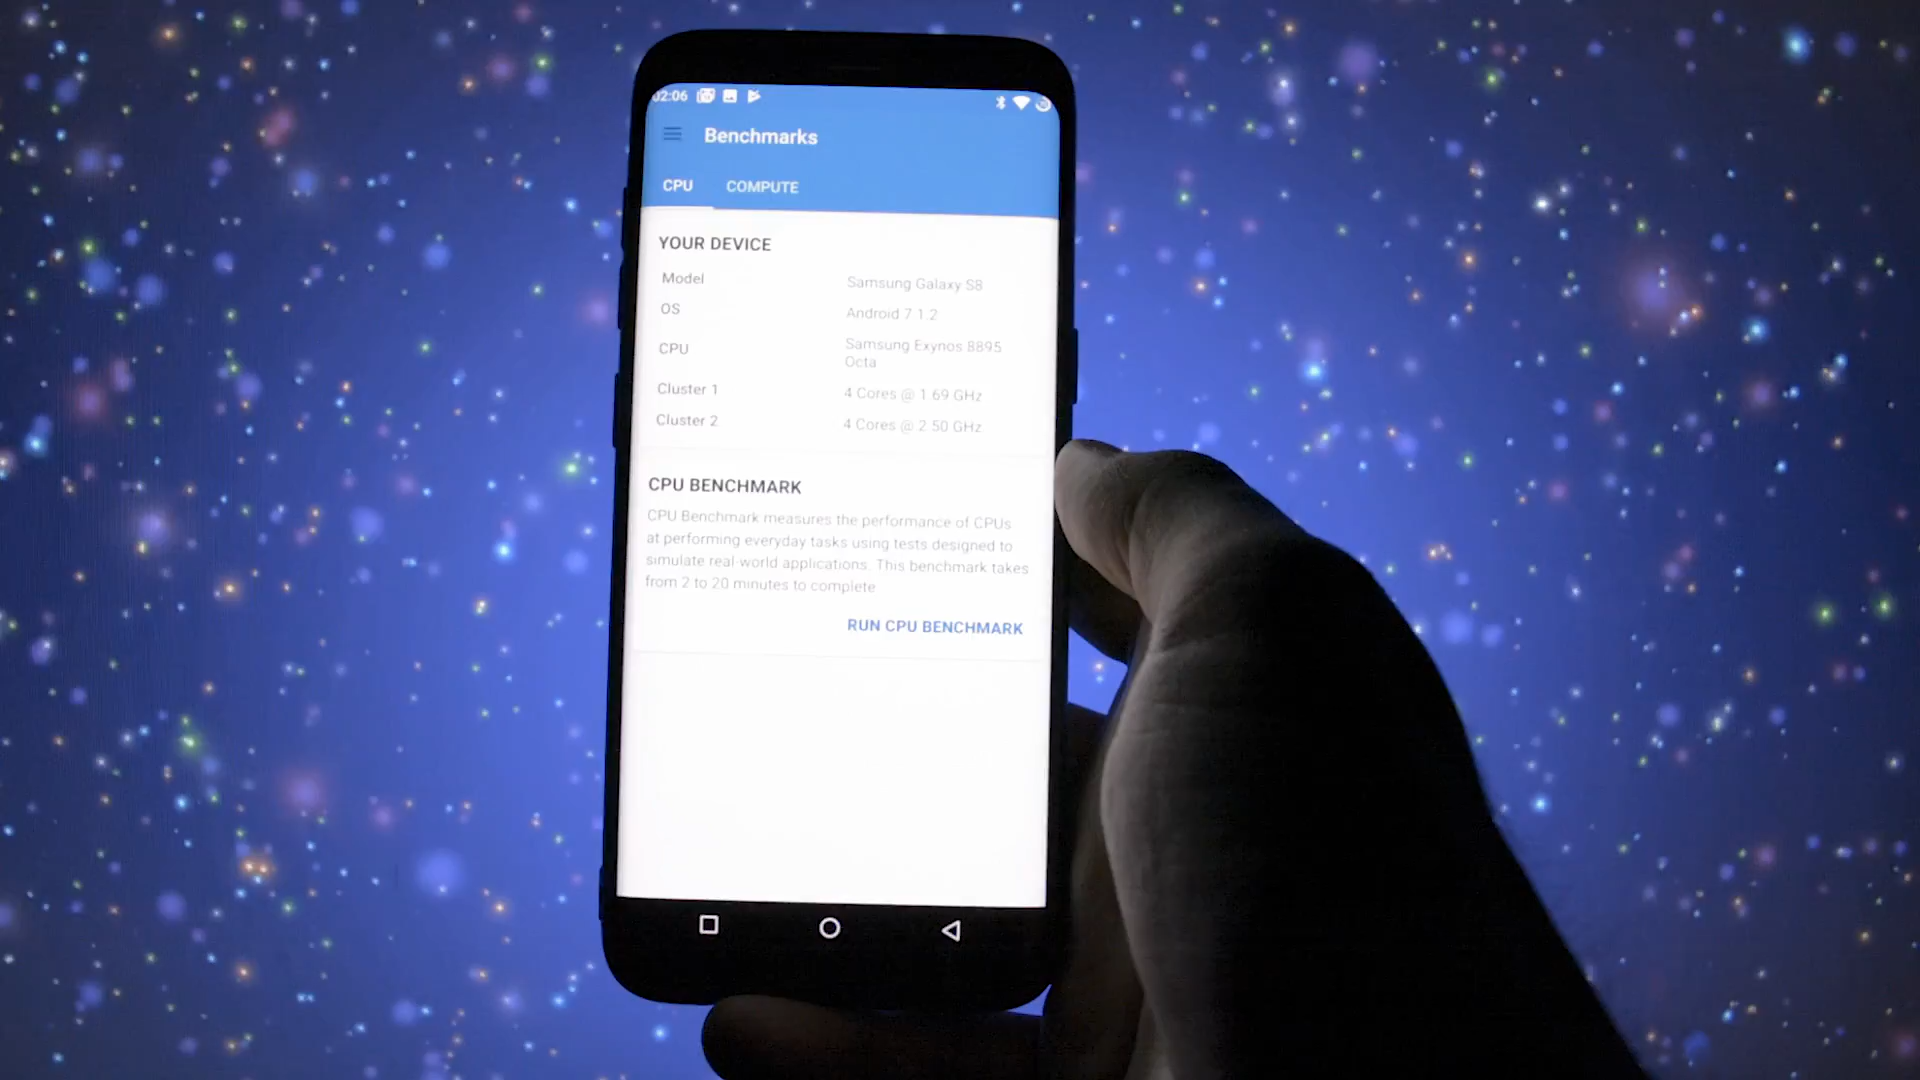 02:06
Benchmarks
CPU COMPUTE
YOUR DEVICE
Model Samsung Galaxy S8
OS Android 7.1.2
CPU Samsung Exynos 8895
Octa
Cluster 1 4 Cores @ 1.69 GHz
Cluster 2 4 Cores @ 2.50 GHz
CPU BENCHMARK
CPU Benchmark measures the performance of CPUs
at performing everyday tasks using tests designed to
simulate real-world applications. This benchmark takes
from 2 to 20 minutes to complete.
RUN CPU BENCHMARK